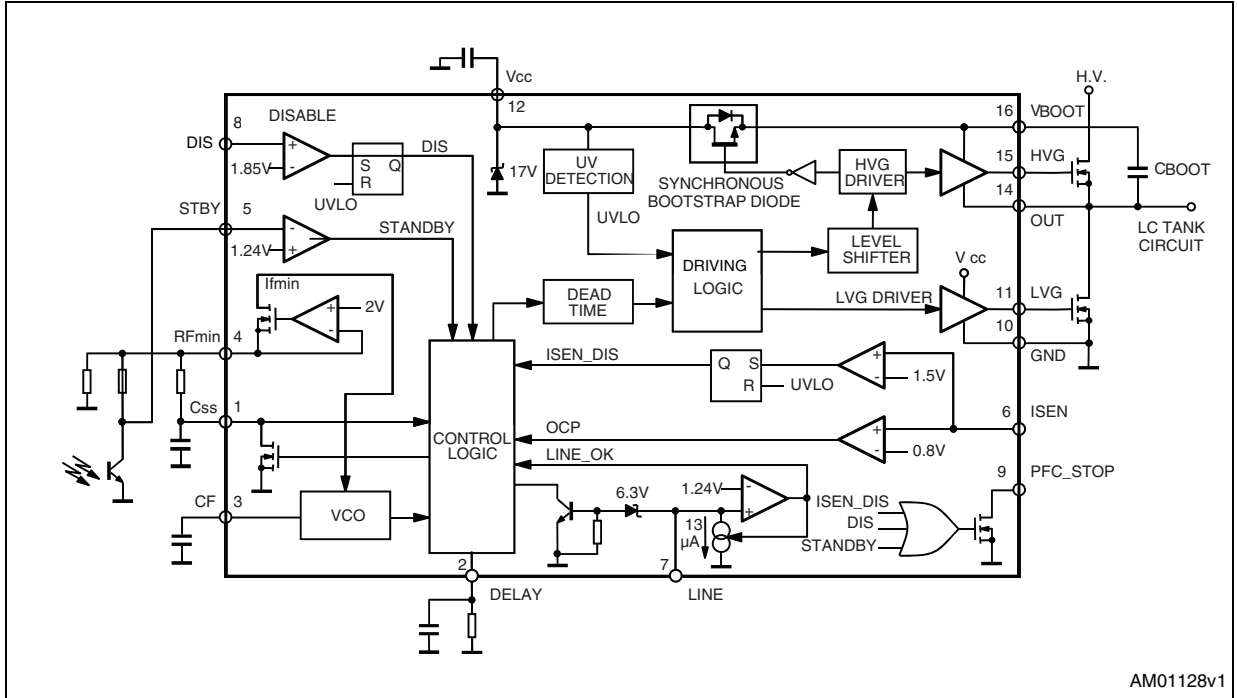 Vcc
H.V.
12
16
VBOOT
8
DISABLE
DIS
DIS
1.85V
+
-
S
Q
R
UVLO
17V
UV
DETECTION
UVLO
SYNCHRONOUS
BOOTSTRAP DIODE
HVG
DRIVER
15
HVG
CBOOT
14
OUT
LC TANK
CIRCUIT
STBY
5
STANDBY
-
1.24V
+
LEVEL
SHIFTER
DRIVING
LOGIC
V cc
Ifmin
+
2V
-
DEAD
TIME
LVG DRIVER
11
LVG
10
GND
RFmin
4
ISEN_DIS
Q
S
R
UVLO
+
-
1.5V
Css
1
6
ISEN
CONTROL
LOGIC
OCP
+
-
0.8V
LINE_OK
9
PFC_STOP
CF
3
VCO
6.3V
1.24V
-
+
13
µA
ISEN_DIS
DIS
STANDBY
2
DELAY
7
LINE
AM01128v1